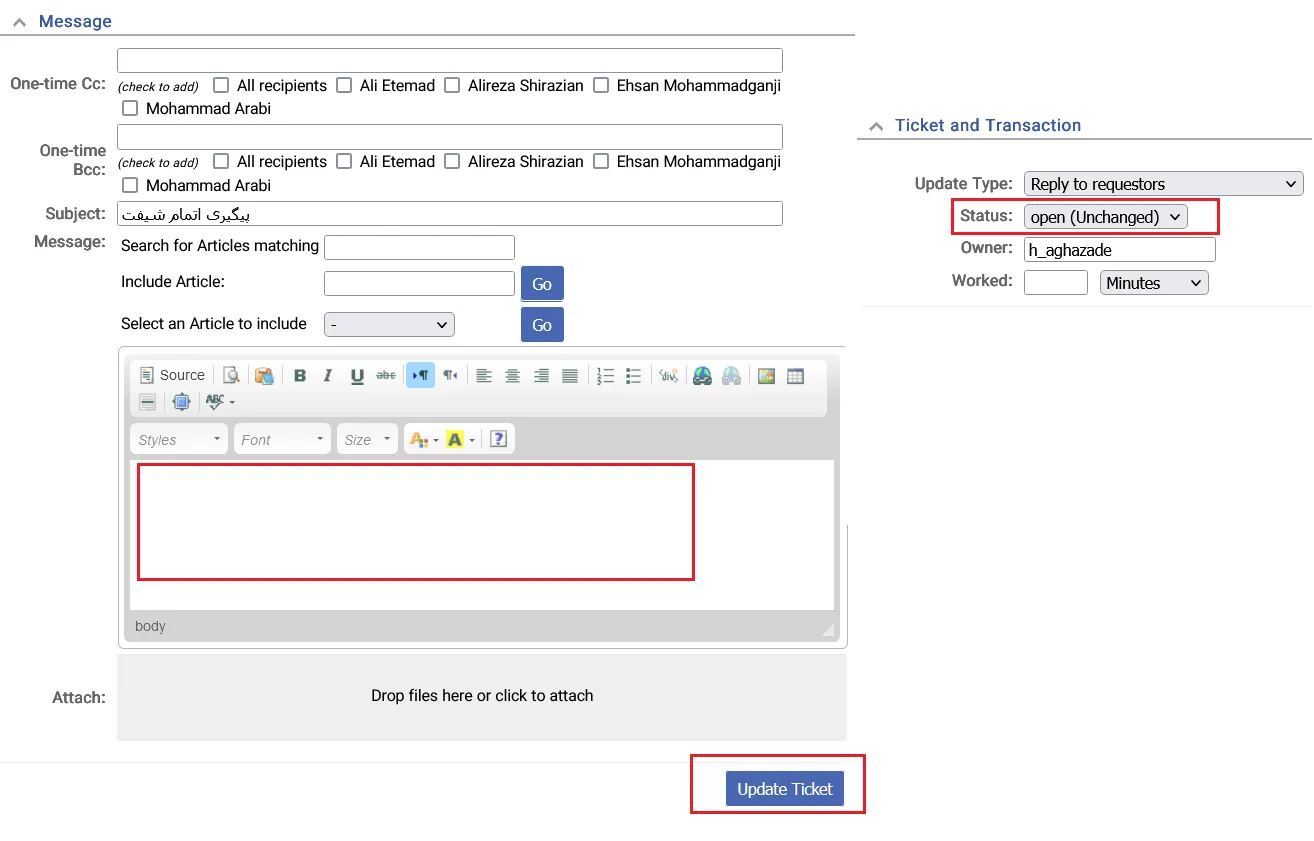 Message
One-time Cc:
(check to add) All recipients Ali Etemad Alireza Shirazian Ehsan Mohammadganji
Mohammad Arabi
One-time
Bcc:
(check to add) All recipients Ali Etemad Alireza Shirazian Ehsan Mohammadganji
Mohammad Arabi
Subject: پیگیری اتمام شیفت
Message: Search for Articles matching
Include Article: Go
Select an Article to include - Go
Source B I U abc ABC
Styles Font Size A A ?
body
Attach: Drop files here or click to attach
Update Ticket
Ticket and Transaction
Update Type: Reply to requestors
Status: open (Unchanged)
Owner: h_aghazade
Worked: Minutes